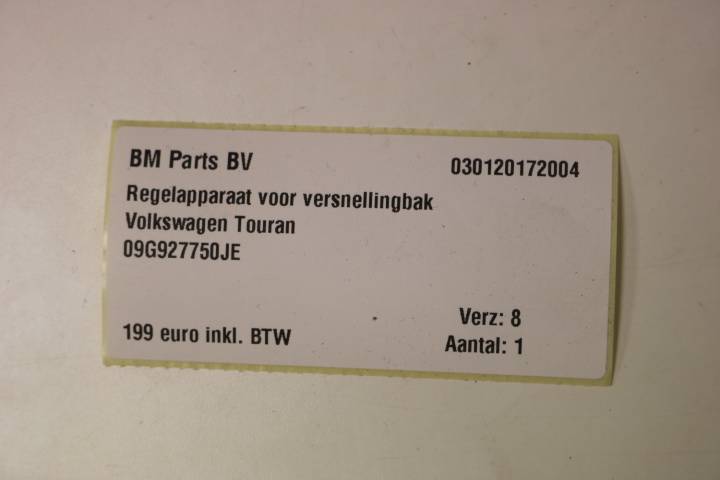 BM Parts BV 030120172004
Regelapparaat voor versnellingbak
Volkswagen Touran
09G927750JE
Verz: 8
199 euro inkl. BTW Aantal: 1